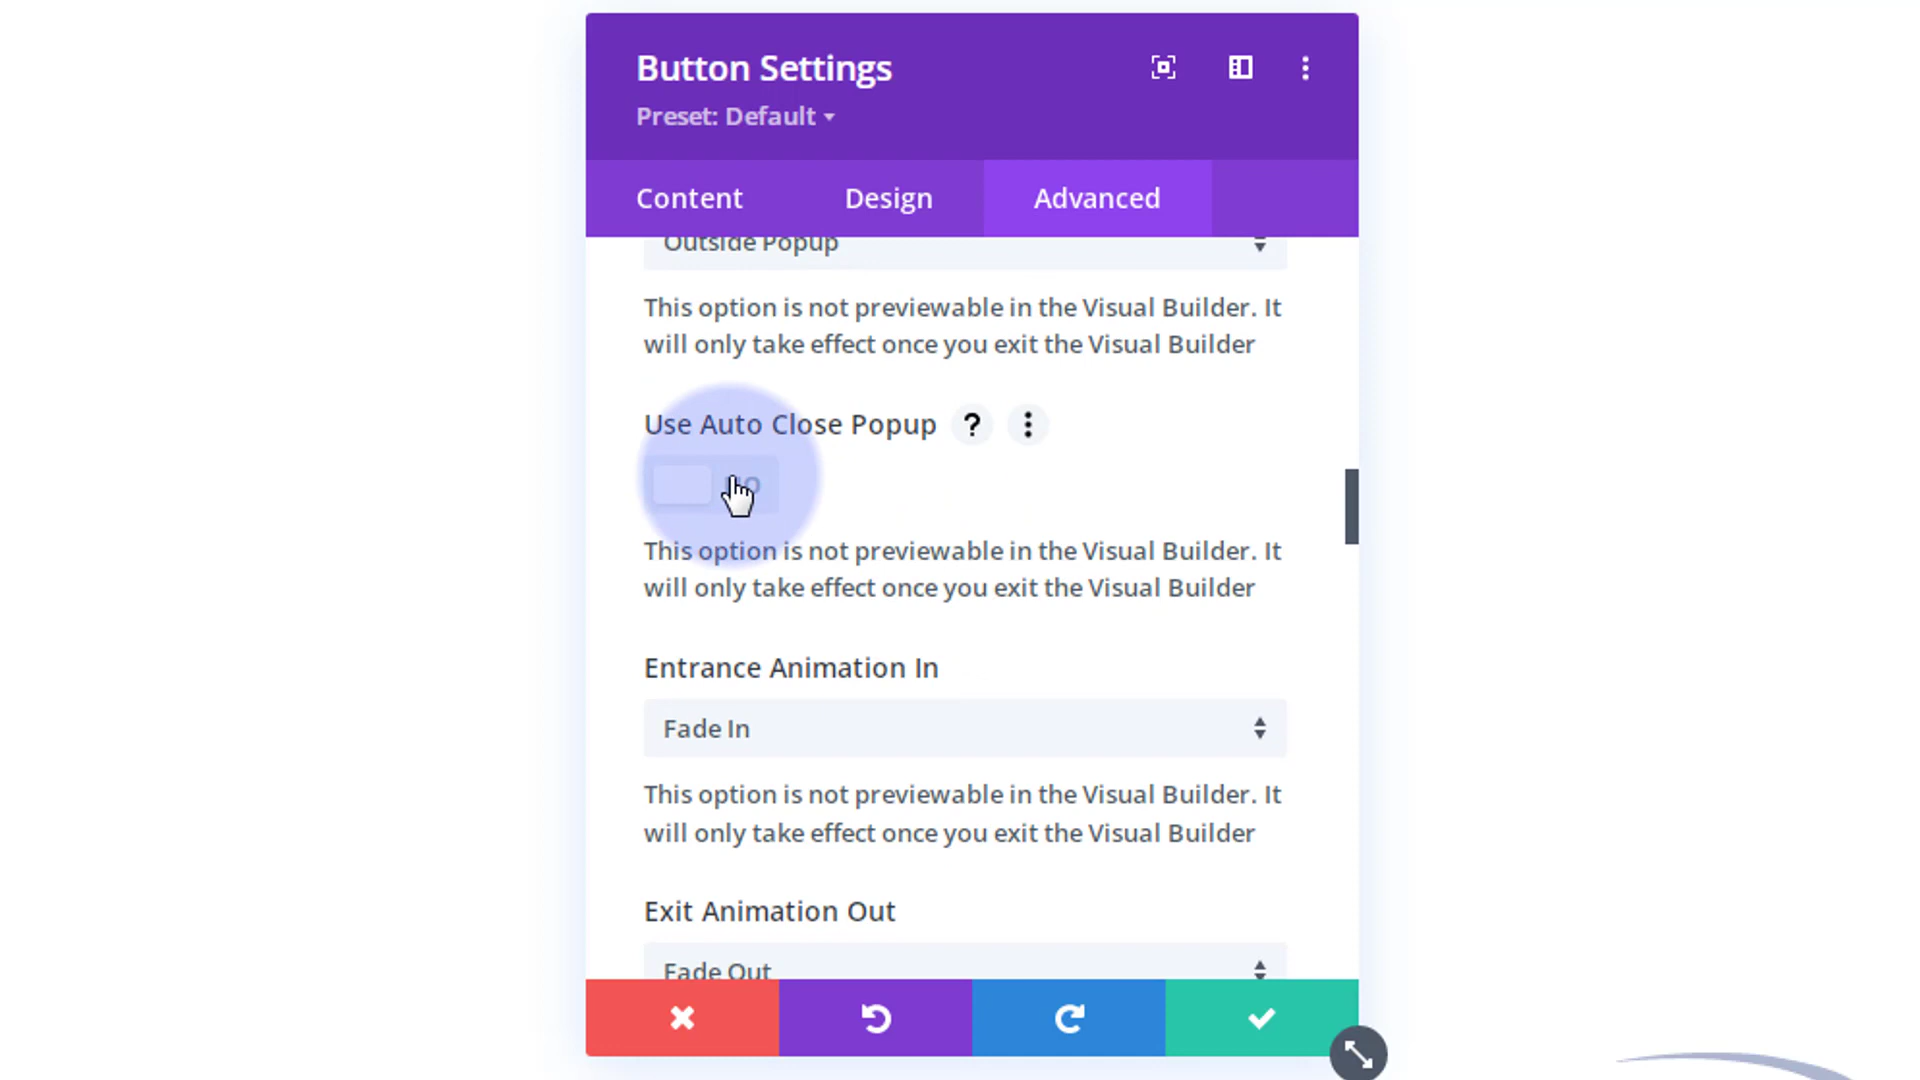 Button Settings
Preset: Default
Content Design Advanced
Outside Popup
This option is not previewable in the Visual Builder. It
will only take effect once you exit the Visual Builder
Use Auto Close Popup ?
NO
This option is not previewable in the Visual Builder. It
will only take effect once you exit the Visual Builder
Entrance Animation In
Fade In
This option is not previewable in the Visual Builder. It
will only take effect once you exit the Visual Builder
Exit Animation Out
Fade Out